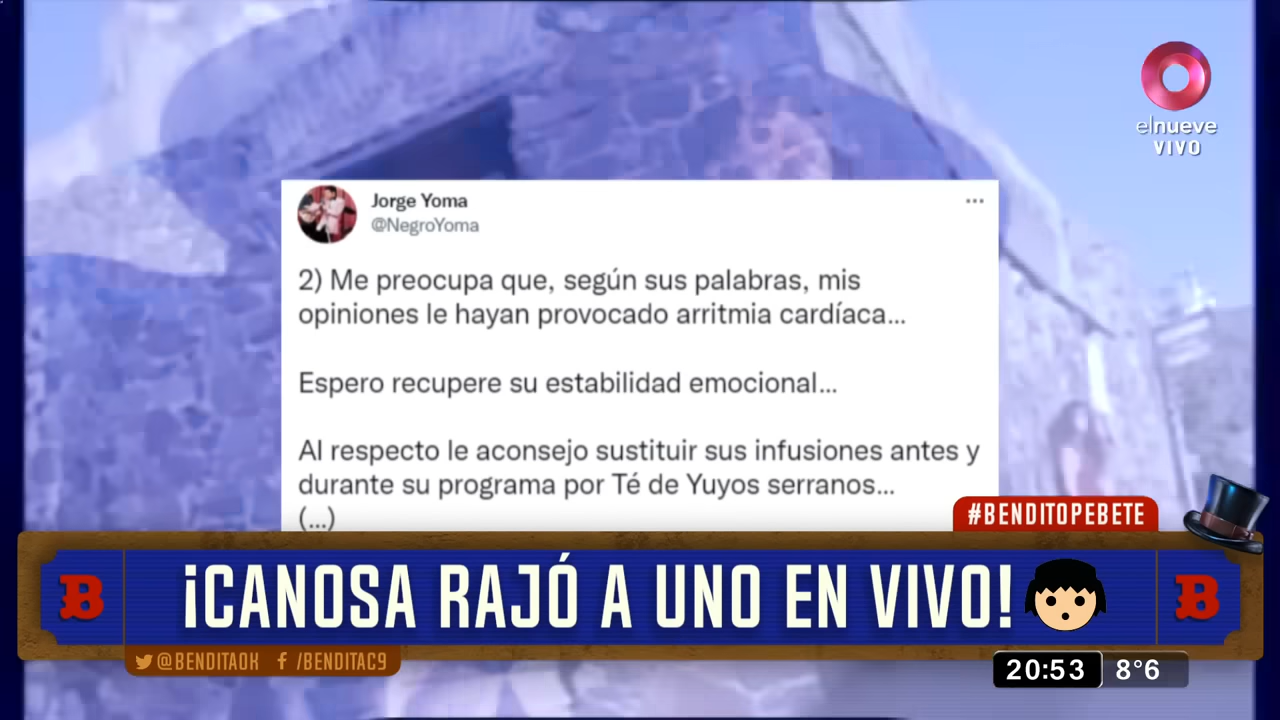 elnueve
VIVO
Jorge Yoma
@NegroYoma
2) Me preocupa que, según sus palabras, mis
opiniones le hayan provocado arritmia cardíaca...
Espero recupere su estabilidad emocional...
Al respecto le aconsejo sustituir sus infusiones antes y
durante su programa por Té de Yuyos serranos...
(...)
#BENDITOPEBETE
B ¡CANOSA RAJÓ A UNO EN VIVO! B
@BENDITAOK f /BENDITAC9
20:53 8°6